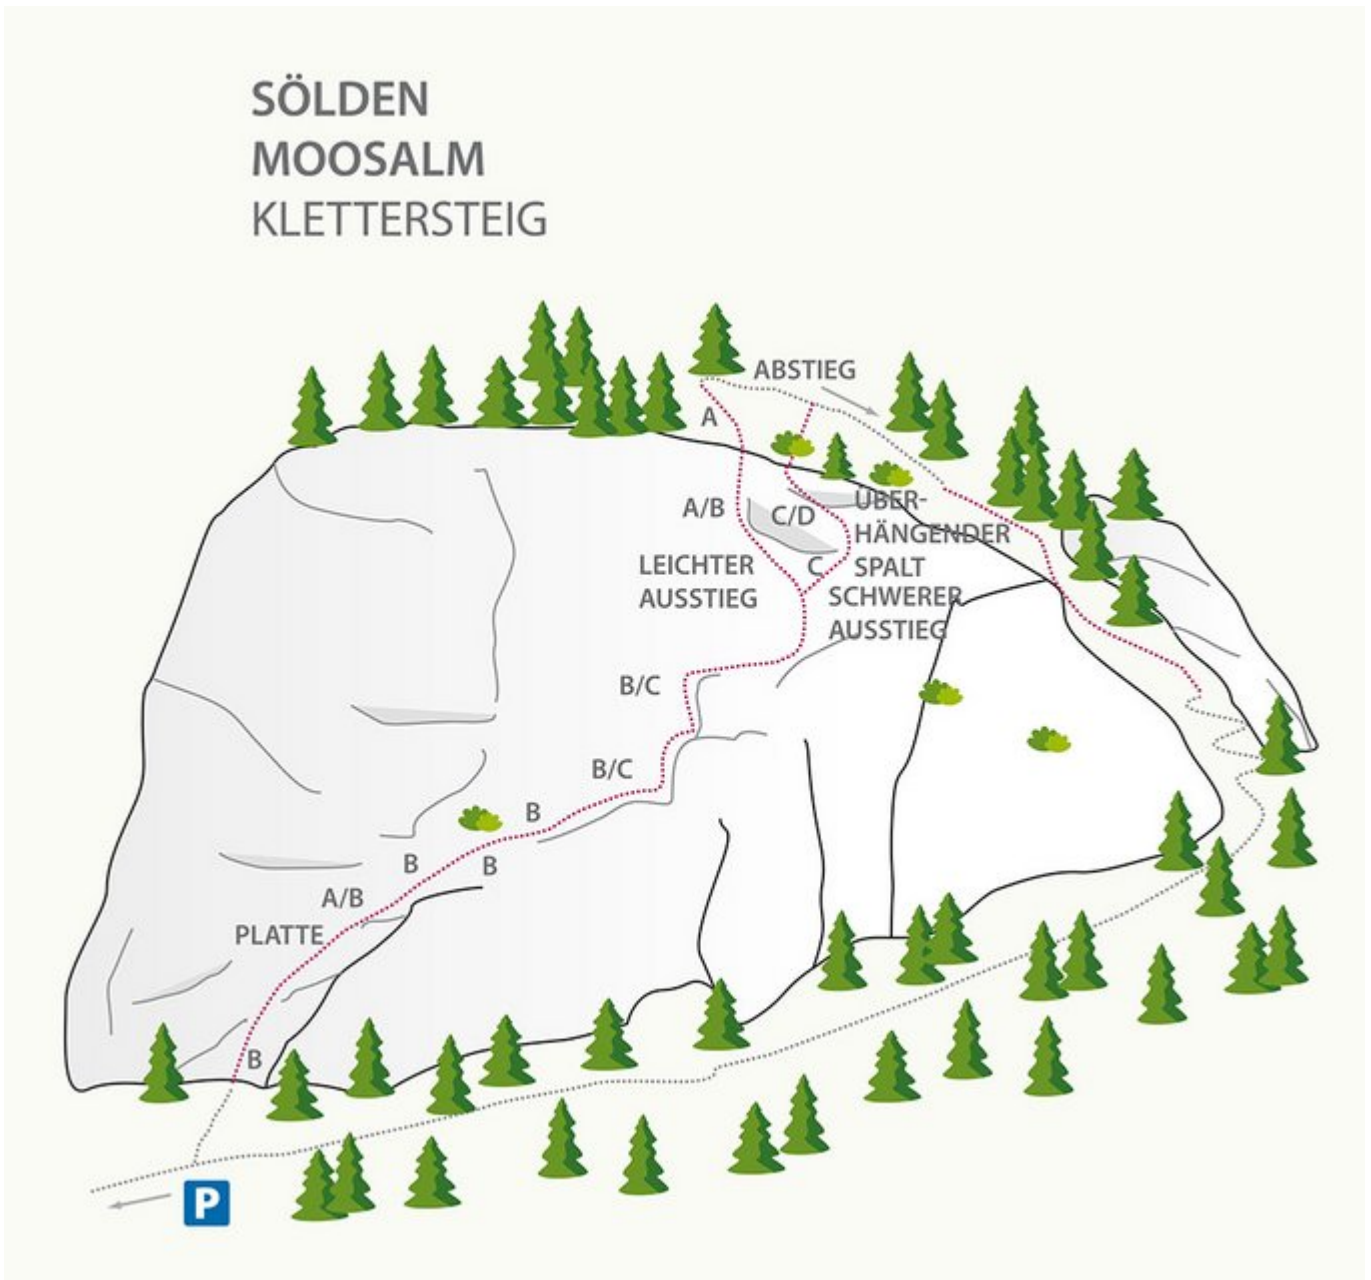 SÖLDEN
MOOSALM
KLETTERSTEIG
ABSTIEG
A
A/B
C/D
ÜBER-
HÄNGENDER
SPALT
C
LEICHTER
AUSSTIEG
SCHWERER
AUSSTIEG
B/C
B/C
B
B
B
A/B
PLATTE
B
P